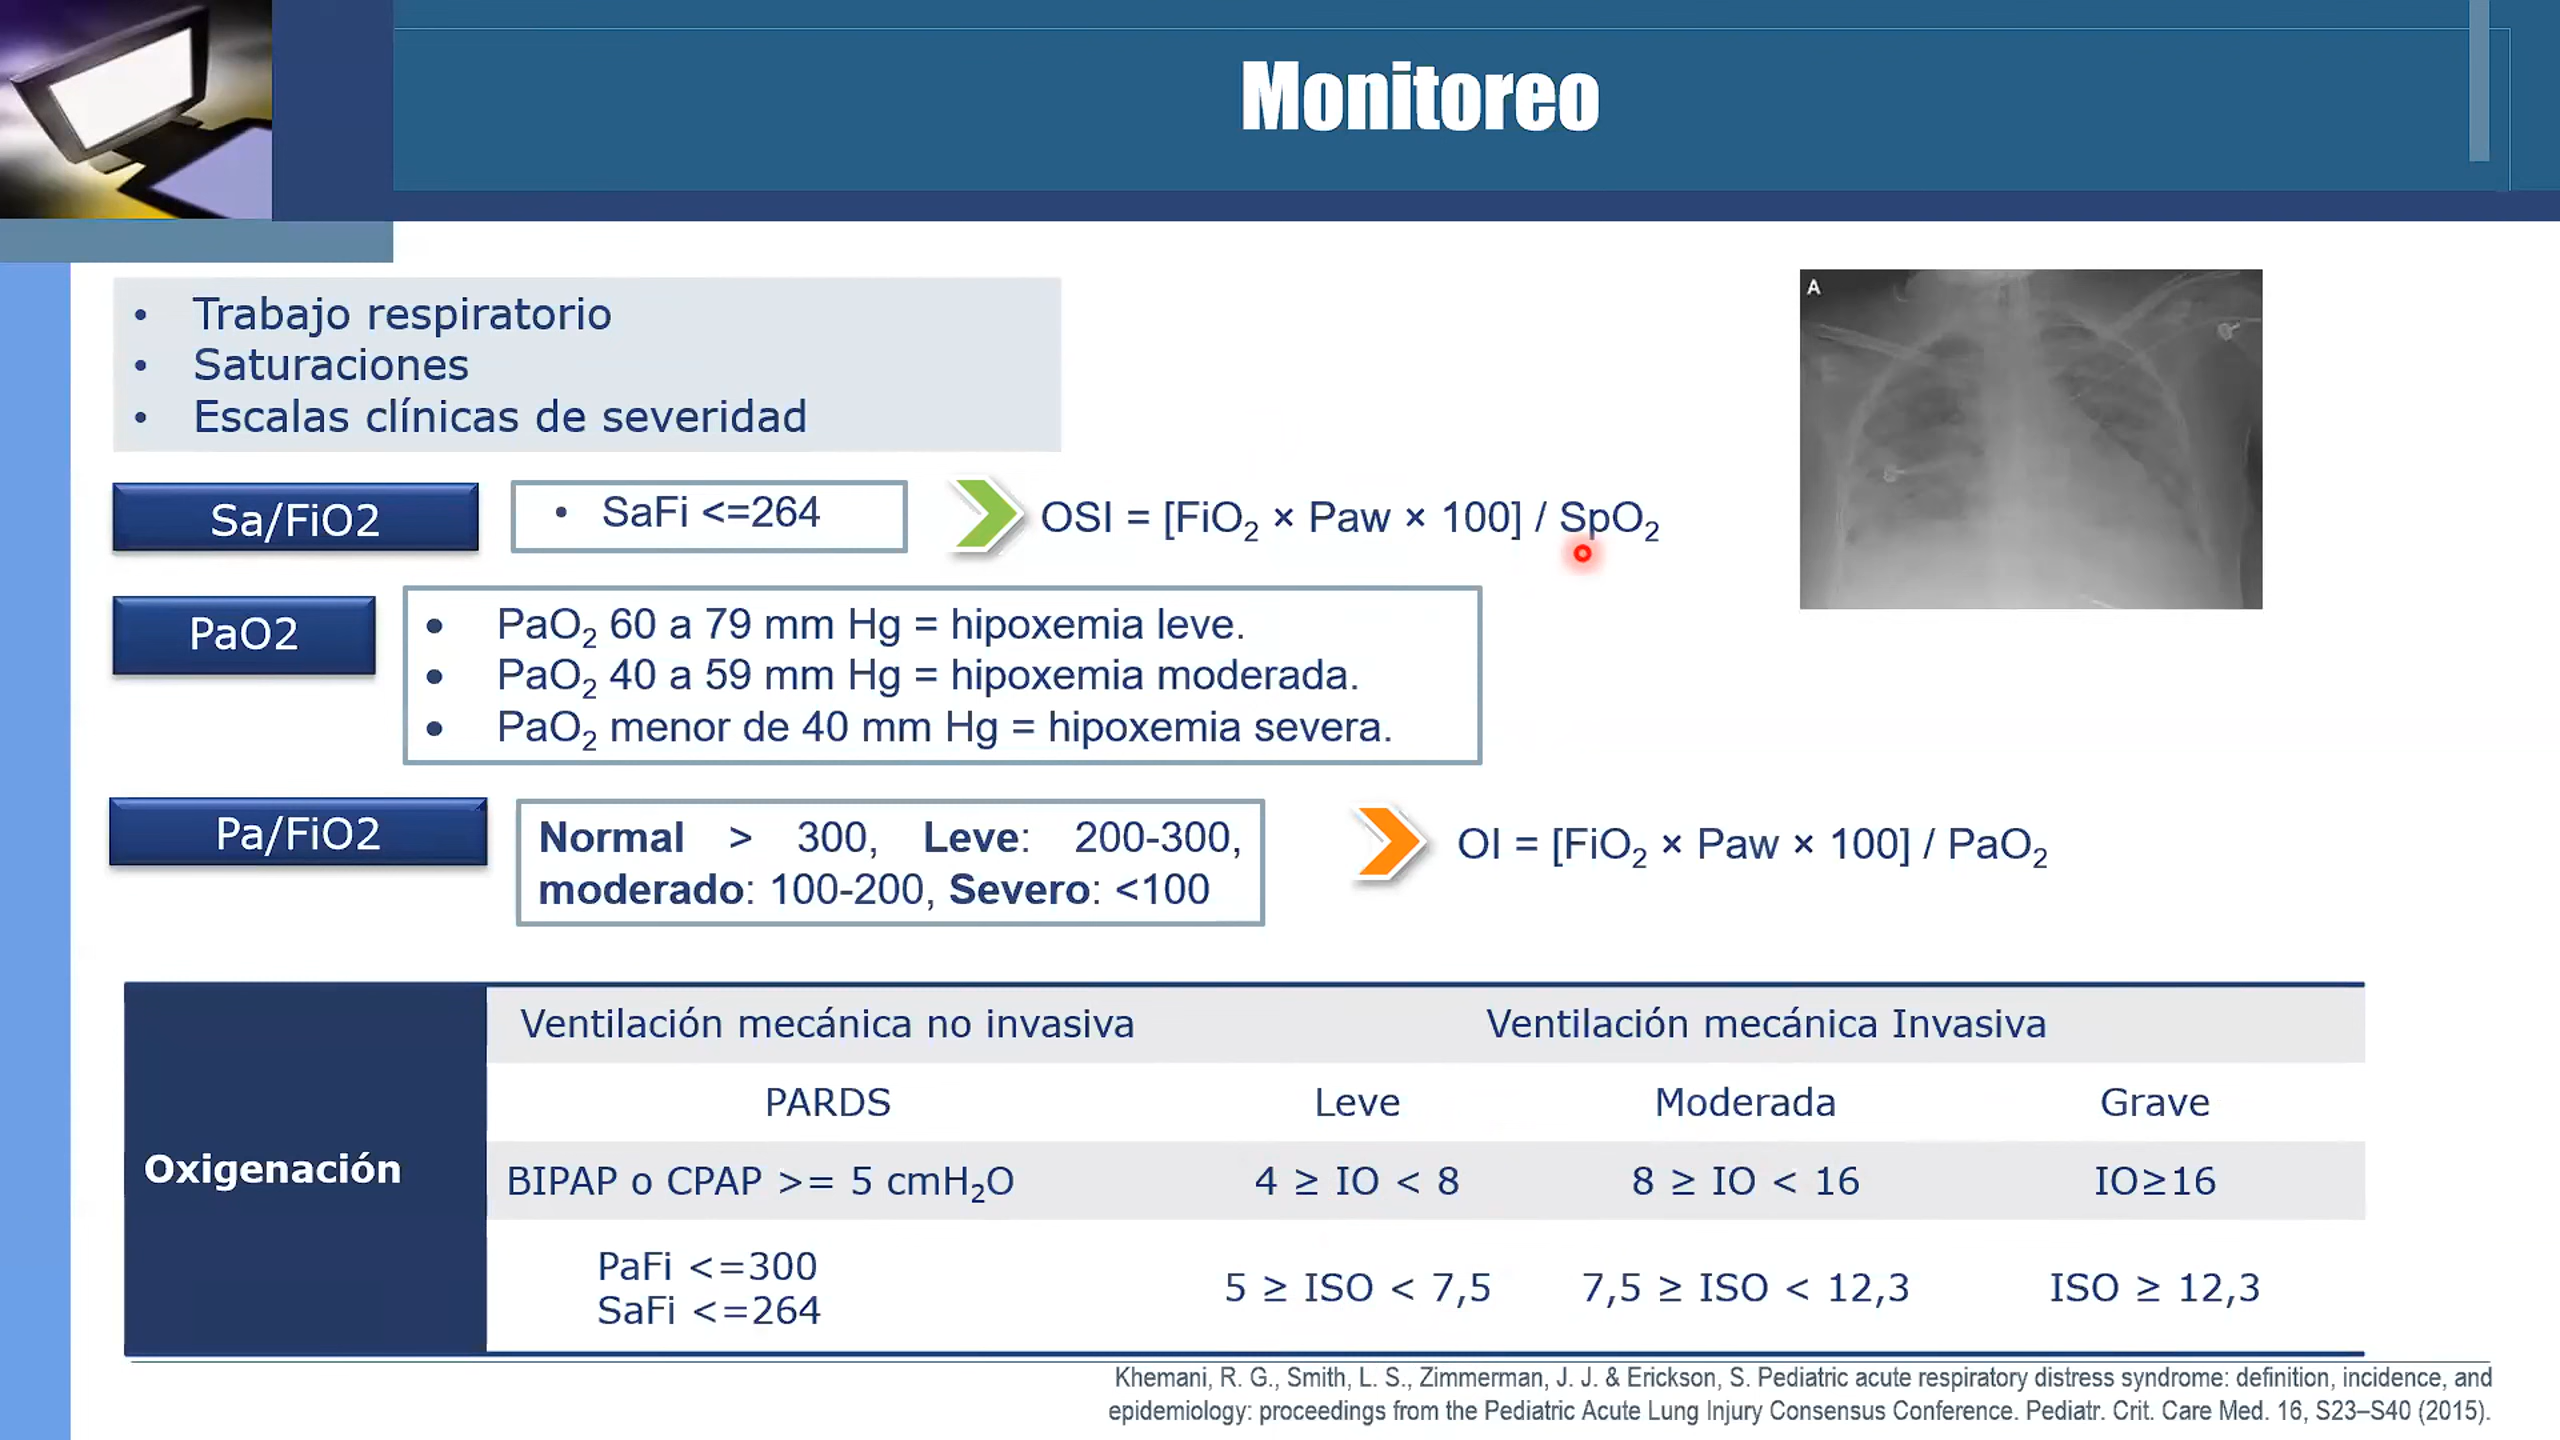 Monitoreo
A
• Trabajo respiratorio
• Saturaciones
• Escalas clínicas de severidad
Sa/FiO2
• SaFi <=264
OSI = [FiO₂ × Paw × 100] / SpO₂
PaO2
• PaO₂ 60 a 79 mm Hg = hipoxemia leve.
• PaO₂ 40 a 59 mm Hg = hipoxemia moderada.
• PaO₂ menor de 40 mm Hg = hipoxemia severa.
Pa/FiO2
Normal > 300, Leve: 200-300,
moderado: 100-200, Severo: <100
OI = [FiO₂ × Paw × 100] / PaO₂
Oxigenación
Ventilación mecánica no invasiva Ventilación mecánica Invasiva
PARDS Leve Moderada Grave
BIPAP o CPAP >= 5 cmH₂O 4 ≥ IO < 8 8 ≥ IO < 16 IO≥16
PaFi <=300
SaFi <=264
5 ≥ ISO < 7,5 7,5 ≥ ISO < 12,3 ISO ≥ 12,3
Khemani, R. G., Smith, L. S., Zimmerman, J. J. & Erickson, S. Pediatric acute respiratory distress syndrome: definition, incidence, and
epidemiology: proceedings from the Pediatric Acute Lung Injury Consensus Conference. Pediatr. Crit. Care Med. 16, S23–S40 (2015).